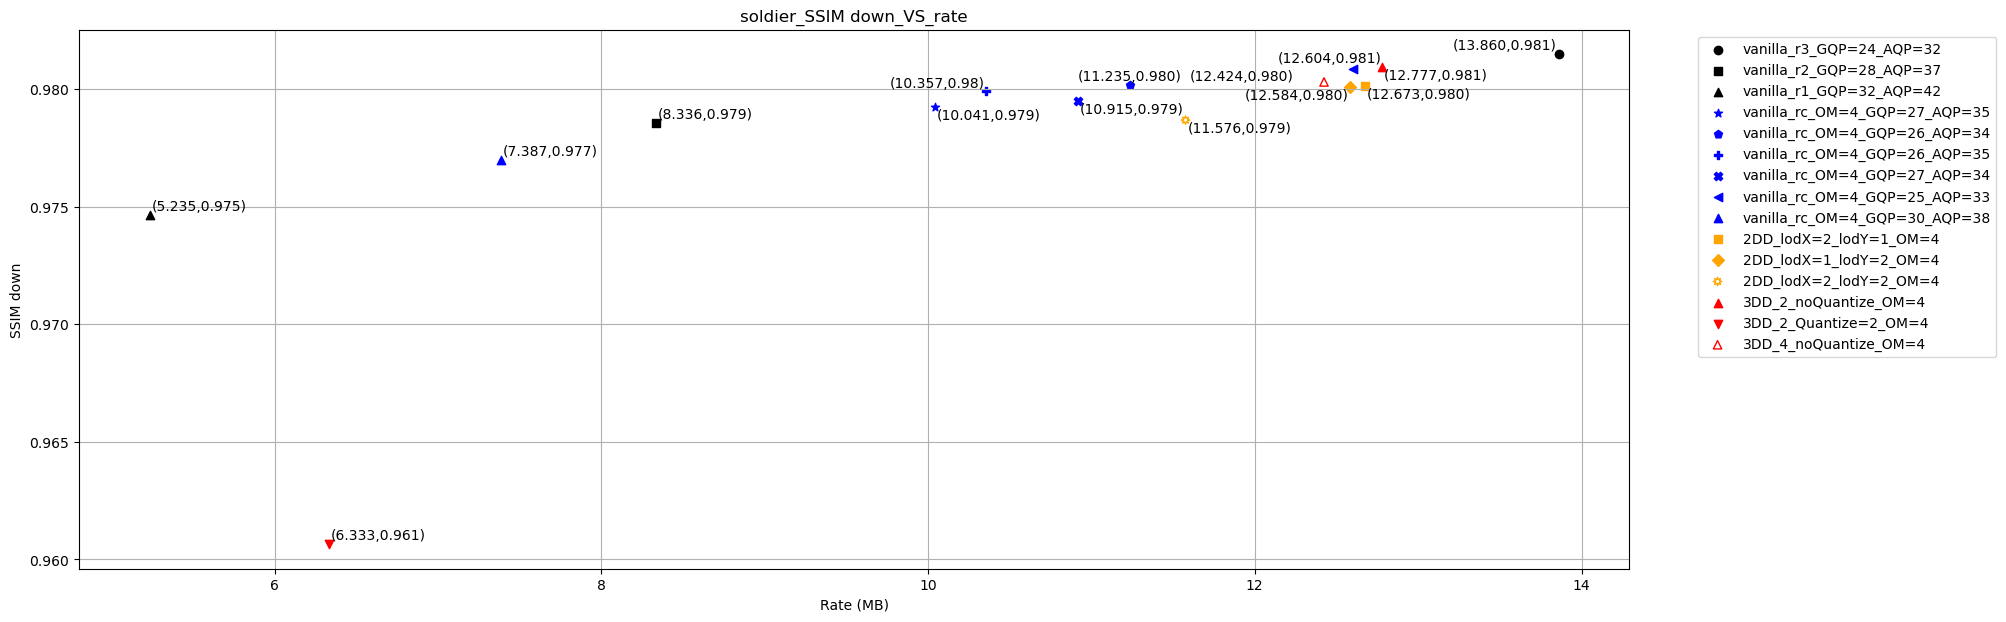 soldier_SSIM down_VS_rate
(13.860,0.981)
(12.604,0.981)
(12.777,0.981)
(12.424,0.980)
(11.235,0.980)
(10.357,0.98)
(12.584,0.980)
(12.673,0.980)
(10.915,0.979)
(10.041,0.979)
(8.336,0.979)
(11.576,0.979)
(7.387,0.977)
(5.235,0.975)
(6.333,0.961)
0.980
0.975
0.970
0.965
0.960
SSIM down
6 8 10 12 14
Rate (MB)
vanilla_r3_GQP=24_AQP=32
vanilla_r2_GQP=28_AQP=37
vanilla_r1_GQP=32_AQP=42
vanilla_rc_OM=4_GQP=27_AQP=35
vanilla_rc_OM=4_GQP=26_AQP=34
vanilla_rc_OM=4_GQP=26_AQP=35
vanilla_rc_OM=4_GQP=27_AQP=34
vanilla_rc_OM=4_GQP=25_AQP=33
vanilla_rc_OM=4_GQP=30_AQP=38
2DD_lodX=2_lodY=1_OM=4
2DD_lodX=1_lodY=2_OM=4
2DD_lodX=2_lodY=2_OM=4
3DD_2_noQuantize_OM=4
3DD_2_Quantize=2_OM=4
3DD_4_noQuantize_OM=4